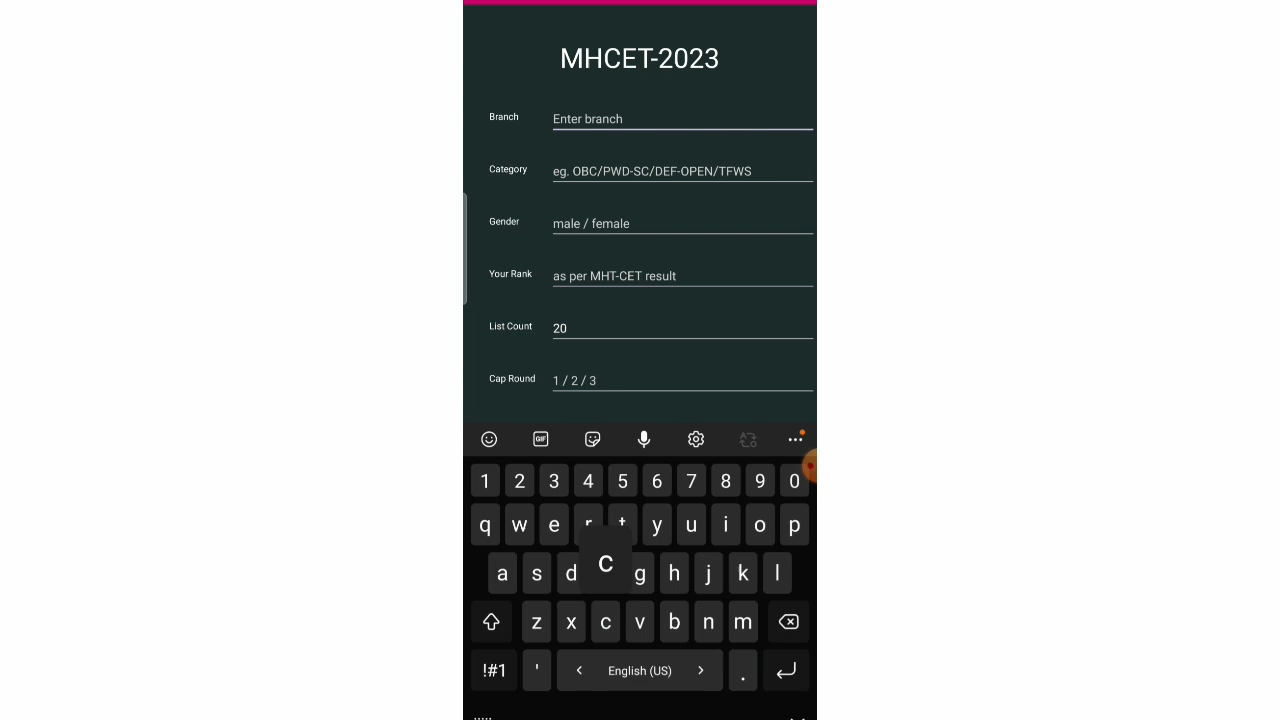 MHCET-2023
Branch Enter branch
Category eg. OBC/PWD-SC/DEF-OPEN/TFWS
Gender male / female
Your Rank as per MHT-CET result
List Count 20
Cap Round 1 / 2 / 3
GIF
1 2 3 4 5 6 7 8 9 0
q w e r t y u i o p
c
a s d g h j k l
z x c v b n m
!#1 ' < English (US) > .